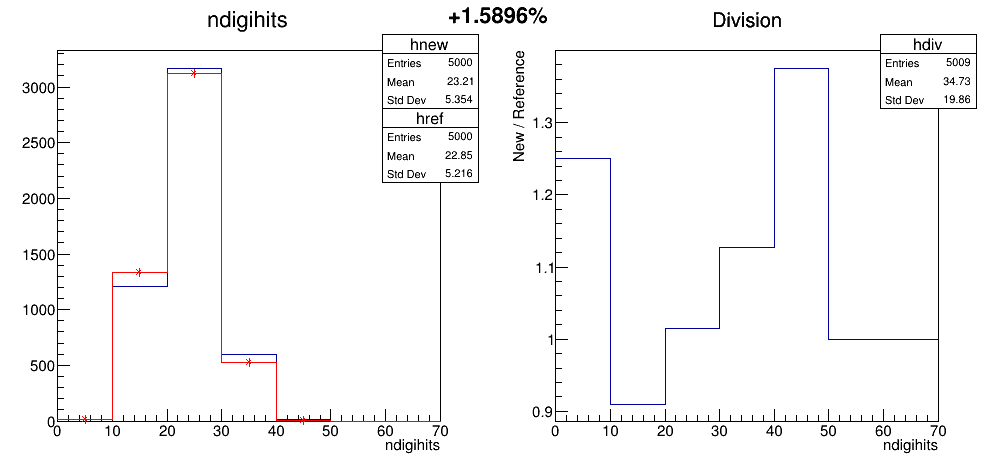 +1.5896%
ndigihits
hnew
Entries 5000
Mean 23.21
Std Dev 5.354
href
Entries 5000
Mean 22.85
Std Dev 5.216
3000
2500
2000
1500
1000
500
0
0 10 20 30 40 50 60 70
ndigihits
Division
hdiv
Entries 5009
Mean 34.73
Std Dev 19.86
New / Reference
1.3
1.2
1.1
1
0.9
0 10 20 30 40 50 60 70
ndigihits